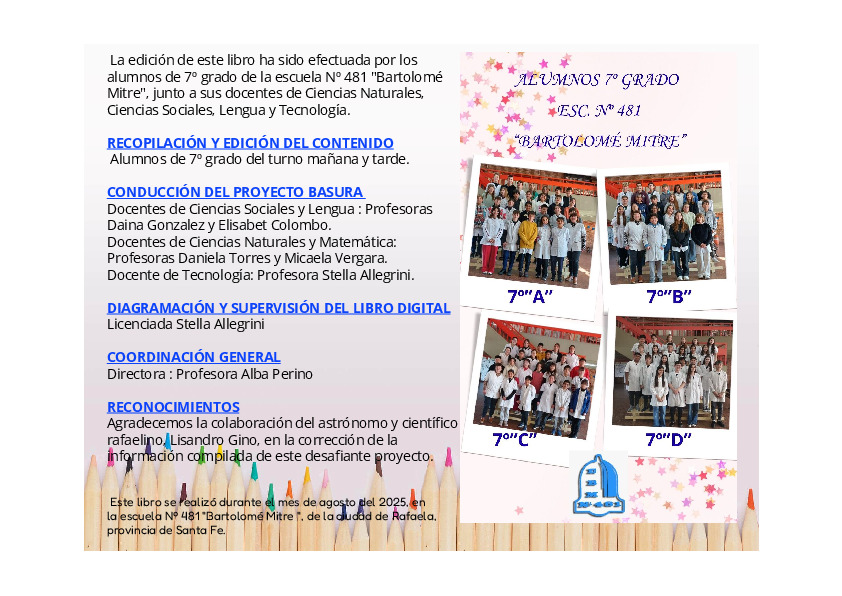 La edición de este libro ha sido efectuada por los
alumnos de 7º grado de la escuela Nº 481 "Bartolomé
Mitre", junto a sus docentes de Ciencias Naturales,
Ciencias Sociales, Lengua y Tecnología.
RECOPILACIÓN Y EDICIÓN DEL CONTENIDO
Alumnos de 7º grado del turno mañana y tarde.
CONDUCCIÓN DEL PROYECTO BASURA
Docentes de Ciencias Sociales y Lengua : Profesoras
Daina Gonzalez y Elisabet Colombo.
Docentes de Ciencias Naturales y Matemática:
Profesoras Daniela Torres y Micaela Vergara.
Docente de Tecnología: Profesora Stella Allegrini.
DIAGRAMACIÓN Y SUPERVISIÓN DEL LIBRO DIGITAL
Licenciada Stella Allegrini
COORDINACIÓN GENERAL
Directora : Profesora Alba Perino
RECONOCIMIENTOS
Agradecemos la colaboración del astrónomo y científico
rafaelino, Lisandro Gino, en la corrección de la
información compilada de este desafiante proyecto.
Este libro se realizó durante el mes de agosto del 2025, en
la escuela Nº 481"Bartolomé Mitre ", de la ciudad de Rafaela,
provincia de Santa Fe.
ALUMNOS 7º GRADO
ESC. Nº 481
"BARTOLOMÉ MITRE"
7º"A"
7º"B"
7º"C"
7º"D"
Nº 481